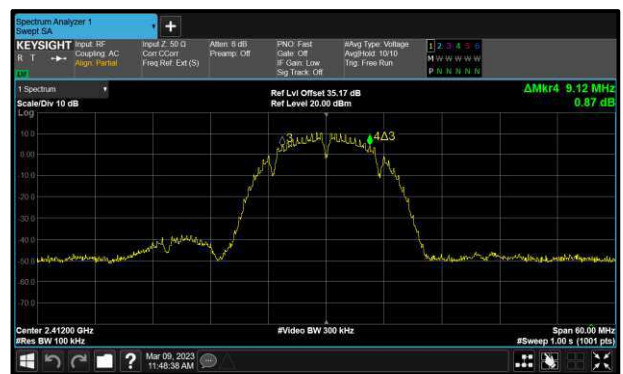 Spectrum Analyzer 1
Swept SA
+
KEYSIGHT
R T
LM
Input: RF
Coupling: AC
Align: Partial
Input Z: 50 Ω
Corr CCorr
Freq Ref: Ext (S)
Atten: 6 dB
Preamp: Off
PNO: Fast
Gate: Off
IF Gain: Low
Sig Track: Off
#Avg Type: Voltage
Avg|Hold: 10/10
Trig: Free Run
1 2 3 4 5 6
M W W W W W
P N N N N N
1 Spectrum
Scale/Div 10 dB
Ref Lvl Offset 35.17 dB
Ref Level 20.00 dBm
ΔMkr4 9.12 MHz
0.87 dB
Log
10.0
0.00
-10.0
-20.0
-30.0
-40.0
-50.0
-60.0
-70.0
3
4Δ3
Center 2.41200 GHz
#Res BW 100 kHz
#Video BW 300 kHz
Span 60.00 MHz
#Sweep 1.00 s (1001 pts)
?
Mar 09, 2023
11:48:38 AM